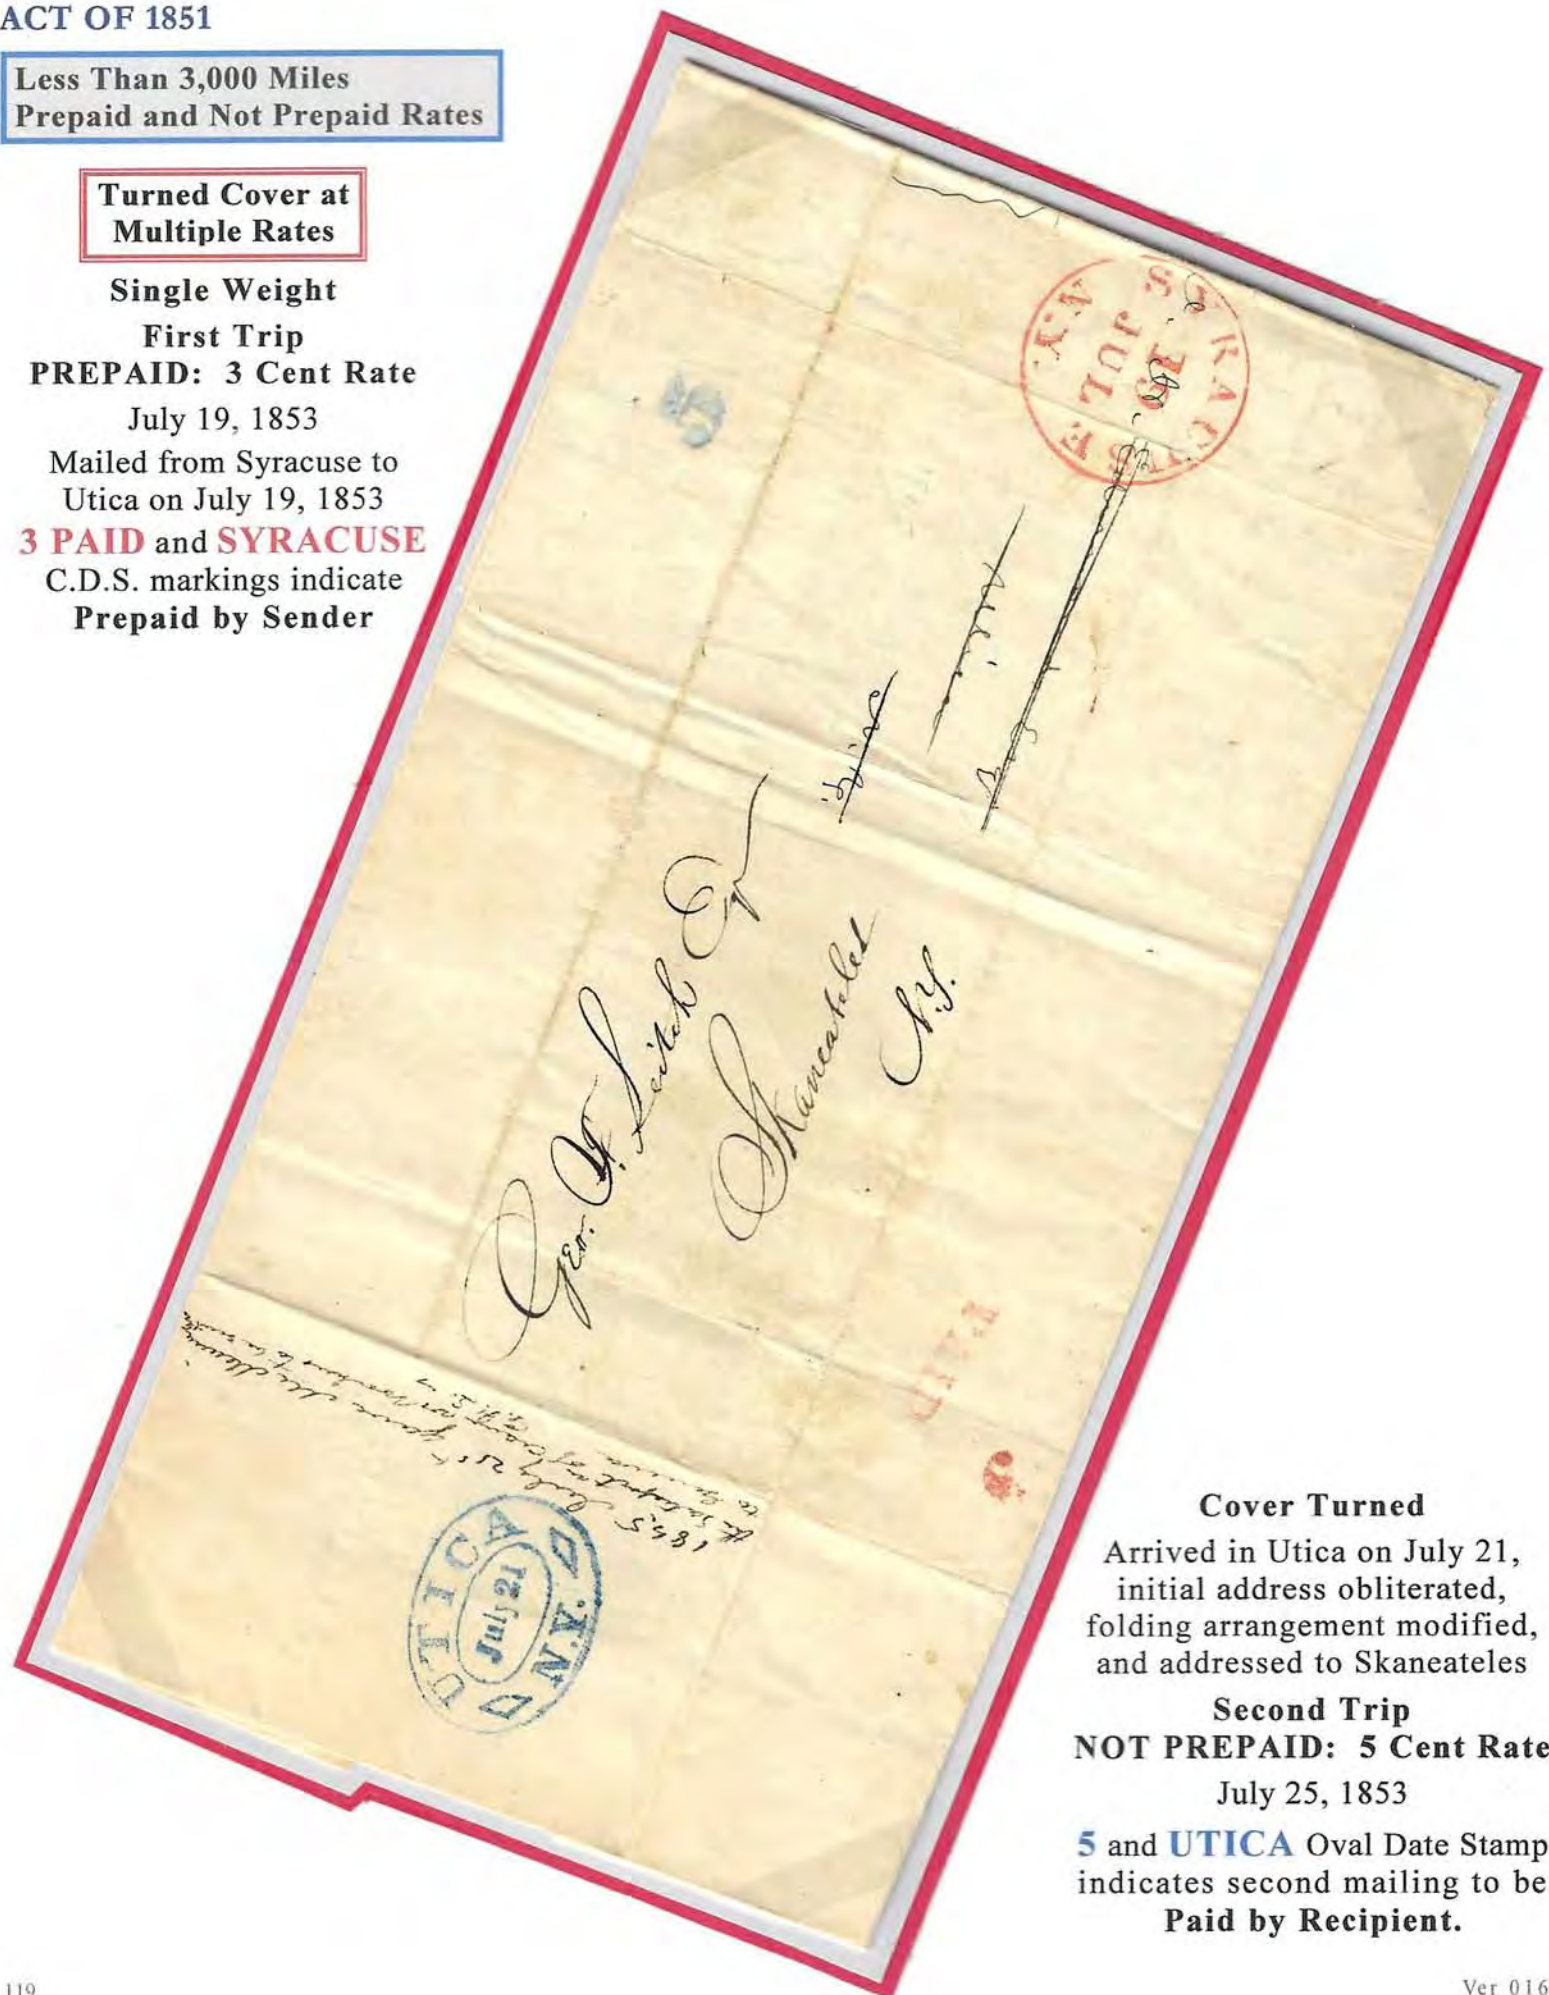 ACT OF 1851
Less Than 3,000 Miles
Prepaid and Not Prepaid Rates
Turned Cover at
Multiple Rates
Single Weight
First Trip
PREPAID: 3 Cent Rate
July 19, 1853
Mailed from Syracuse to
Utica on July 19, 1853
3 PAID and SYRACUSE
C.D.S. markings indicate
Prepaid by Sender
SYRACUSE N.Y.
JUL
19
5
Geo. F. Leitch Esqr
Skaneateles
N.Y.
PAID
3
UTICA
July 21
N.Y.
Cover Turned
Arrived in Utica on July 21,
initial address obliterated,
folding arrangement modified,
and addressed to Skaneateles
Second Trip
NOT PREPAID: 5 Cent Rate
July 25, 1853
5 and UTICA Oval Date Stamp
indicates second mailing to be
Paid by Recipient.
119
Ver 016